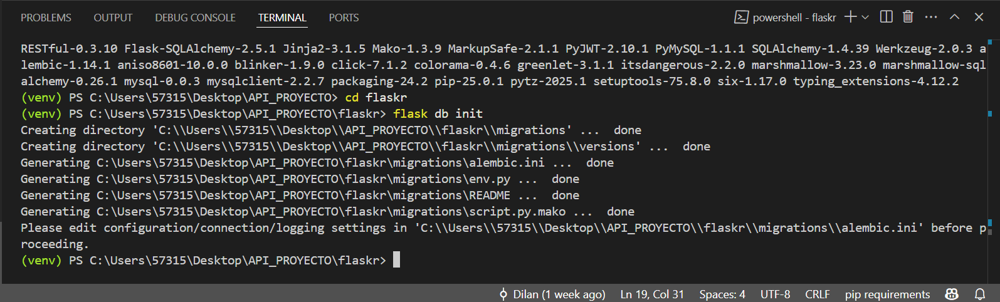 PROBLEMS OUTPUT DEBUG CONSOLE TERMINAL PORTS powershell - flaskr
RESTful-0.3.10 Flask-SQLAlchemy-2.5.1 Jinja2-3.1.5 Mako-1.3.9 MarkupSafe-2.1.1 PyJWT-2.10.1 PyMySQL-1.1.1 SQLAlchemy-1.4.39 Werkzeug-2.0.3 a
lembic-1.14.1 aniso8601-10.0.0 blinker-1.9.0 click-7.1.2 colorama-0.4.6 greenlet-3.1.1 itsdangerous-2.2.0 marshmallow-3.23.0 marshmallow-sql
alchemy-0.26.1 mysql-0.0.3 mysqlclient-2.2.7 packaging-24.2 pip-25.0.1 pytz-2025.1 setuptools-75.8.0 six-1.17.0 typing_extensions-4.12.2
(venv) PS C:\Users\57315\Desktop\API_PROYECTO> cd flaskr
(venv) PS C:\Users\57315\Desktop\API_PROYECTO\flaskr> flask db init
Creating directory 'C:\\Users\\57315\\Desktop\\API_PROYECTO\\flaskr\\migrations' ...  done
Creating directory 'C:\\Users\\57315\\Desktop\\API_PROYECTO\\flaskr\\migrations\\versions' ...  done
Generating C:\Users\57315\Desktop\API_PROYECTO\flaskr\migrations\alembic.ini ...  done
Generating C:\Users\57315\Desktop\API_PROYECTO\flaskr\migrations\env.py ...  done
Generating C:\Users\57315\Desktop\API_PROYECTO\flaskr\migrations\README ...  done
Generating C:\Users\57315\Desktop\API_PROYECTO\flaskr\migrations\script.py.mako ...  done
Please edit configuration/connection/logging settings in 'C:\\Users\\57315\\Desktop\\API_PROYECTO\\flaskr\\migrations\\alembic.ini' before p
roceeding.
(venv) PS C:\Users\57315\Desktop\API_PROYECTO\flaskr>
Dilan (1 week ago) Ln 19, Col 31 Spaces: 4 UTF-8 CRLF pip requirements